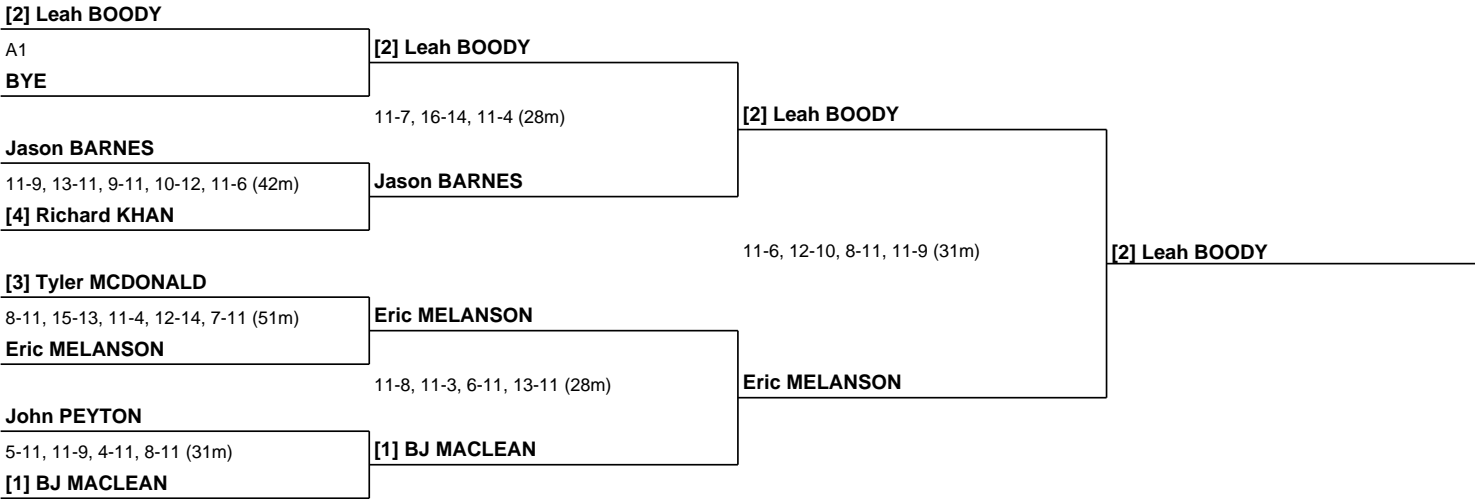 [2] Leah BOODY
A1
BYE
Jason BARNES
11-9, 13-11, 9-11, 10-12, 11-6 (42m)
[4] Richard KHAN
[3] Tyler MCDONALD
8-11, 15-13, 11-4, 12-14, 7-11 (51m)
Eric MELANSON
John PEYTON
5-11, 11-9, 4-11, 8-11 (31m)
[1] BJ MACLEAN
[2] Leah BOODY
11-7, 16-14, 11-4 (28m)
Jason BARNES
Eric MELANSON
11-8, 11-3, 6-11, 13-11 (28m)
[1] BJ MACLEAN
[2] Leah BOODY
11-6, 12-10, 8-11, 11-9 (31m)
Eric MELANSON
[2] Leah BOODY